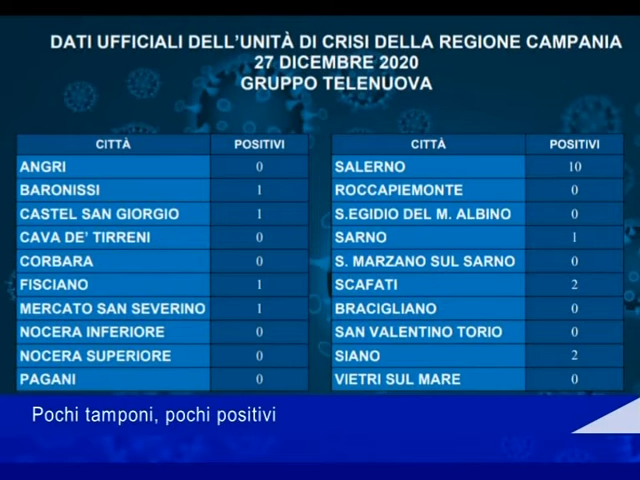 DATI UFFICIALI DELL'UNITÀ DI CRISI DELLA REGIONE CAMPANIA
27 DICEMBRE 2020
GRUPPO TELENUOVA
CITTÀ POSITIVI
ANGRI 0
BARONISSI 1
CASTEL SAN GIORGIO 1
CAVA DE' TIRRENI 0
CORBARA 0
FISCIANO 1
MERCATO SAN SEVERINO 1
NOCERA INFERIORE 0
NOCERA SUPERIORE 0
PAGANI 0
CITTÀ POSITIVI
SALERNO 10
ROCCAPIEMONTE 0
S.EGIDIO DEL M. ALBINO 0
SARNO 1
S. MARZANO SUL SARNO 0
SCAFATI 2
BRACIGLIANO 0
SAN VALENTINO TORIO 0
SIANO 2
VIETRI SUL MARE 0
Pochi tamponi, pochi positivi